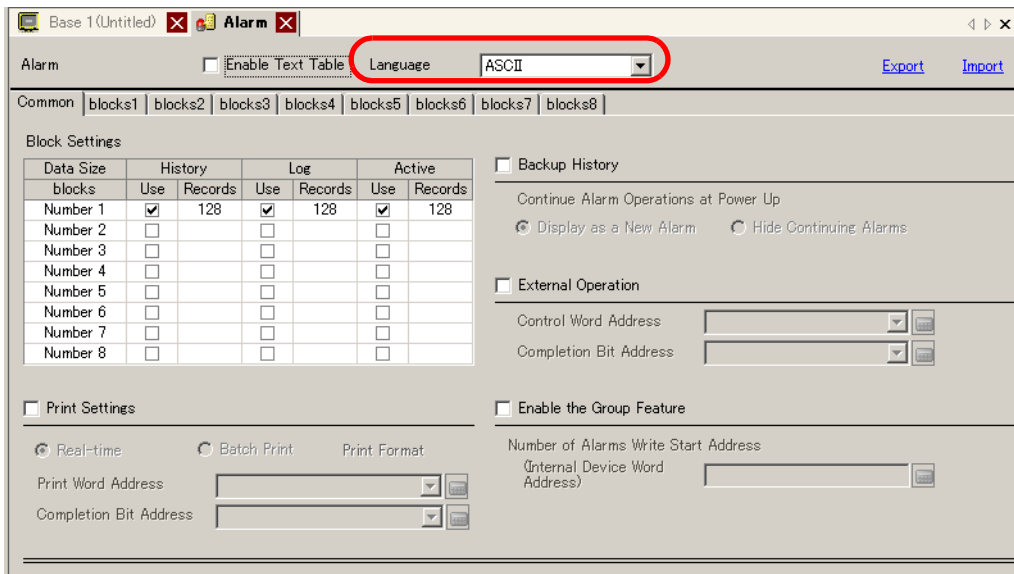 Base 1(Untitled) Alarm
Alarm Enable Text Table Language ASCII Export Import
Common blocks1 blocks2 blocks3 blocks4 blocks5 blocks6 blocks7 blocks8
Block Settings
Data Size History Log Active
blocks Use Records Use Records Use Records
Number 1 128 128 128
Number 2
Number 3
Number 4
Number 5
Number 6
Number 7
Number 8
Backup History
Continue Alarm Operations at Power Up
Display as a New Alarm Hide Continuing Alarms
External Operation
Control Word Address
Completion Bit Address
Print Settings
Real-time Batch Print Print Format
Print Word Address
Completion Bit Address
Enable the Group Feature
Number of Alarms Write Start Address
(Internal Device Word
Address)